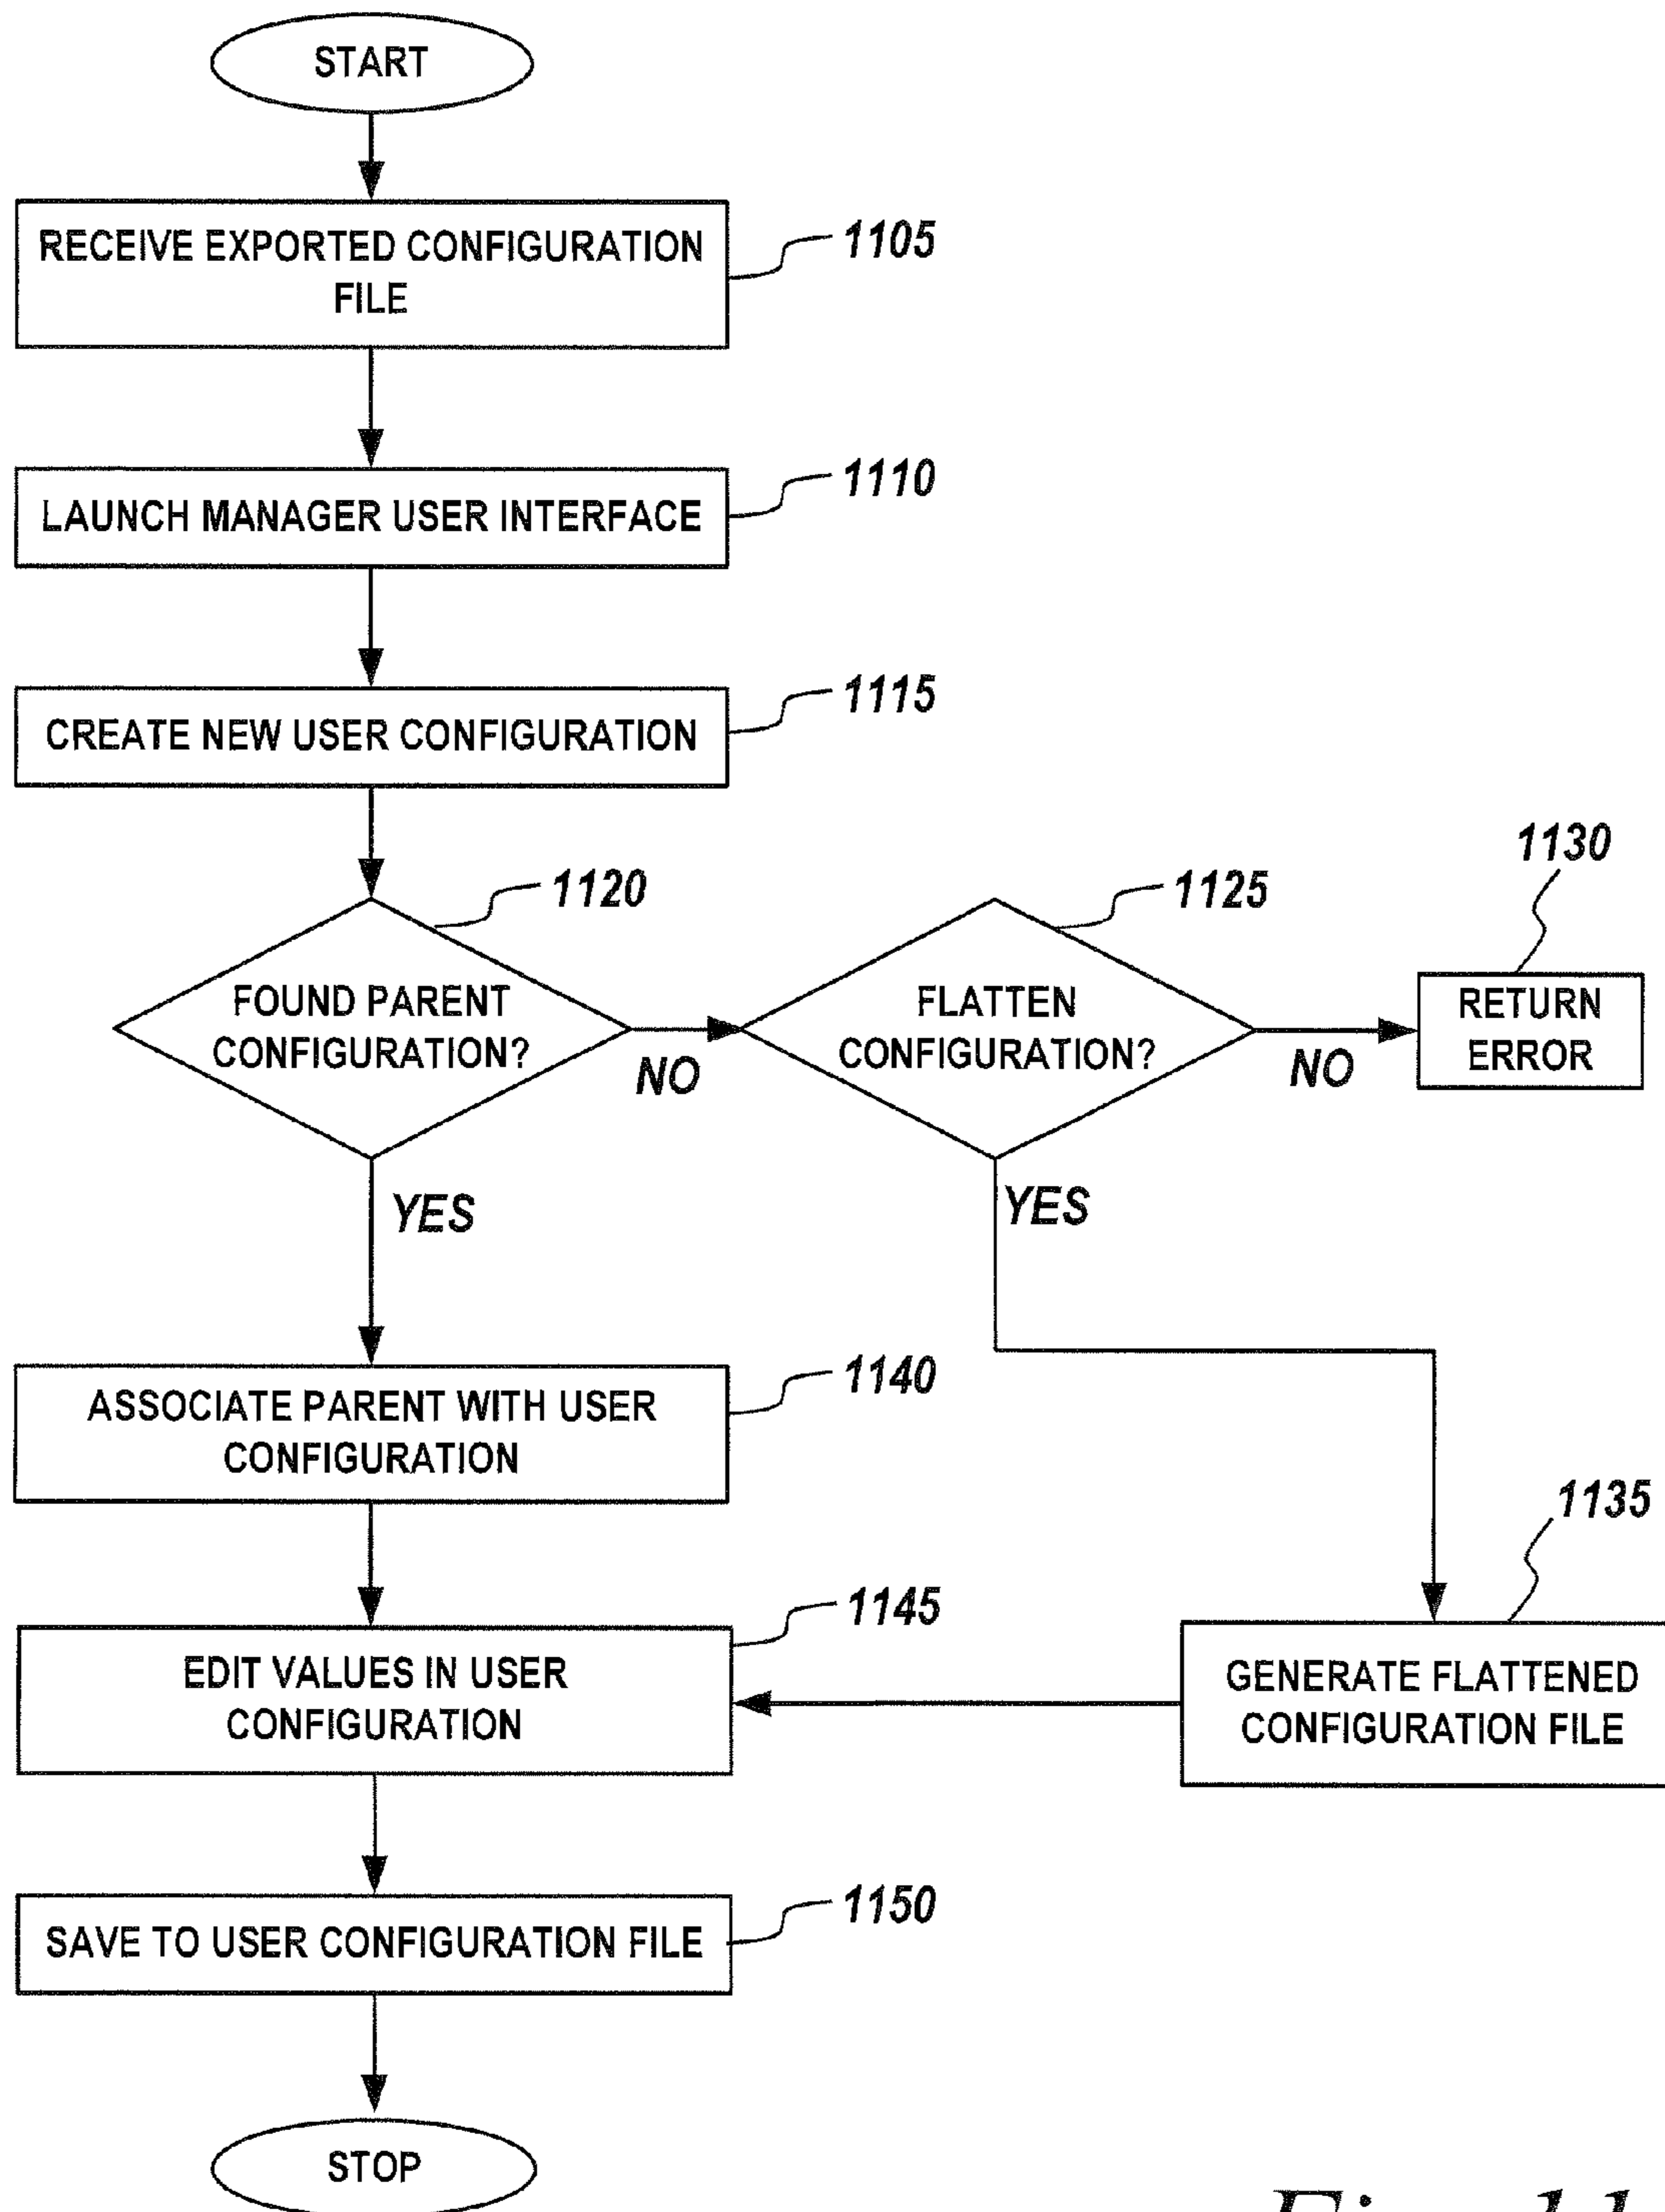 START
RECEIVE EXPORTED CONFIGURATION
FILE
1105
LAUNCH MANAGER USER INTERFACE
1110
CREATE NEW USER CONFIGURATION
1115
FOUND PARENT
CONFIGURATION?
1120
NO
YES
FLATTEN
CONFIGURATION?
1125
NO
YES
RETURN
ERROR
1130
ASSOCIATE PARENT WITH USER
CONFIGURATION
1140
GENERATE FLATTENED
CONFIGURATION FILE
1135
EDIT VALUES IN USER
CONFIGURATION
1145
SAVE TO USER CONFIGURATION FILE
1150
STOP